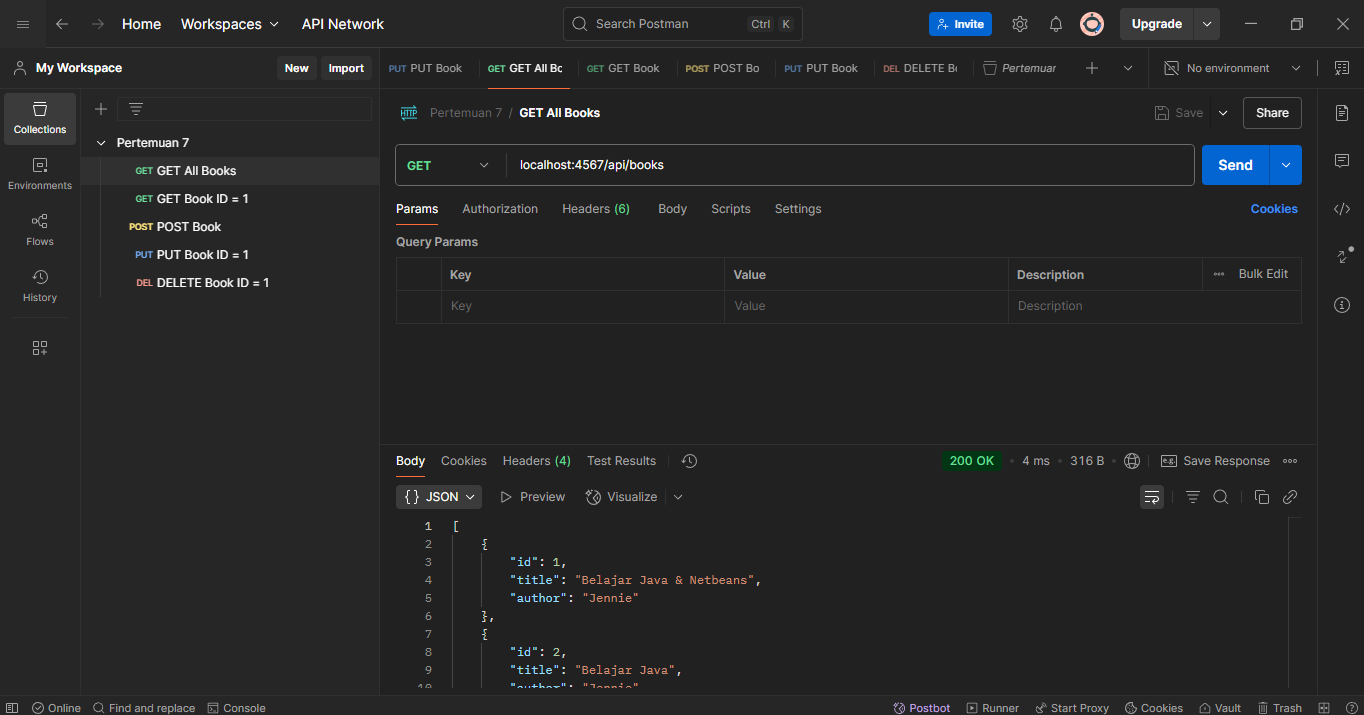 Home Workspaces API Network Search Postman Ctrl K Invite Upgrade
My Workspace New Import PUT PUT Book GET GET All Bo GET GET Book POST POST Bo PUT PUT Book DEL DELETE Bo Pertemuar No environment
Collections
Environments
Flows
History
Pertemuan 7
GET GET All Books
GET GET Book ID = 1
POST POST Book
PUT PUT Book ID = 1
DEL DELETE Book ID = 1
HTTP Pertemuan 7 / GET All Books Save Share
GET localhost:4567/api/books Send
Params Authorization Headers (6) Body Scripts Settings Cookies
Query Params
Key Value Description Bulk Edit
Key Value Description
Body Cookies Headers (4) Test Results 200 OK 4 ms 316 B e.g. Save Response
{} JSON Preview Visualize
1 [
2 {
3 "id": 1,
4 "title": "Belajar Java & Netbeans",
5 "author": "Jennie"
6 },
7 {
8 "id": 2,
9 "title": "Belajar Java",
10 "author": "Jennie"
Online Find and replace Console Postbot Runner Start Proxy Cookies Vault Trash